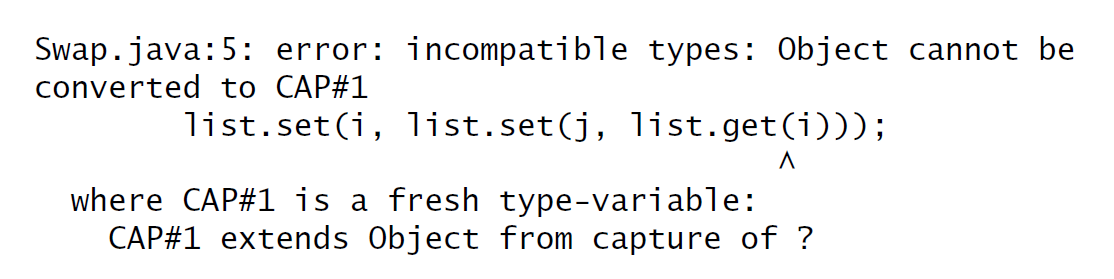 Swap.java:5: error: incompatible types: Object cannot be
converted to CAP#1
        list.set(i, list.set(j, list.get(i)));
                                        ^
  where CAP#1 is a fresh type-variable:
    CAP#1 extends Object from capture of ?